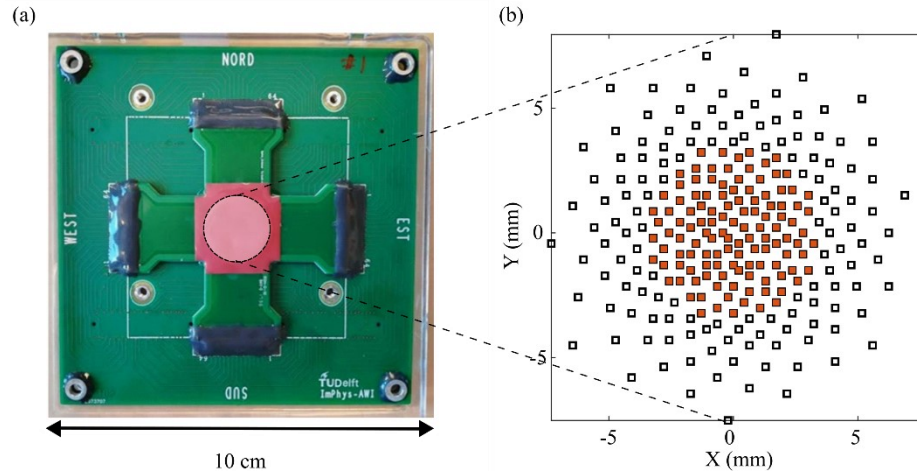 (a)
(b)
NORD
#1
WEST
EST
SUD
TUDelft
ImPhys-AWI
10 cm
5
0
-5
Y (mm)
-5
0
5
X (mm)